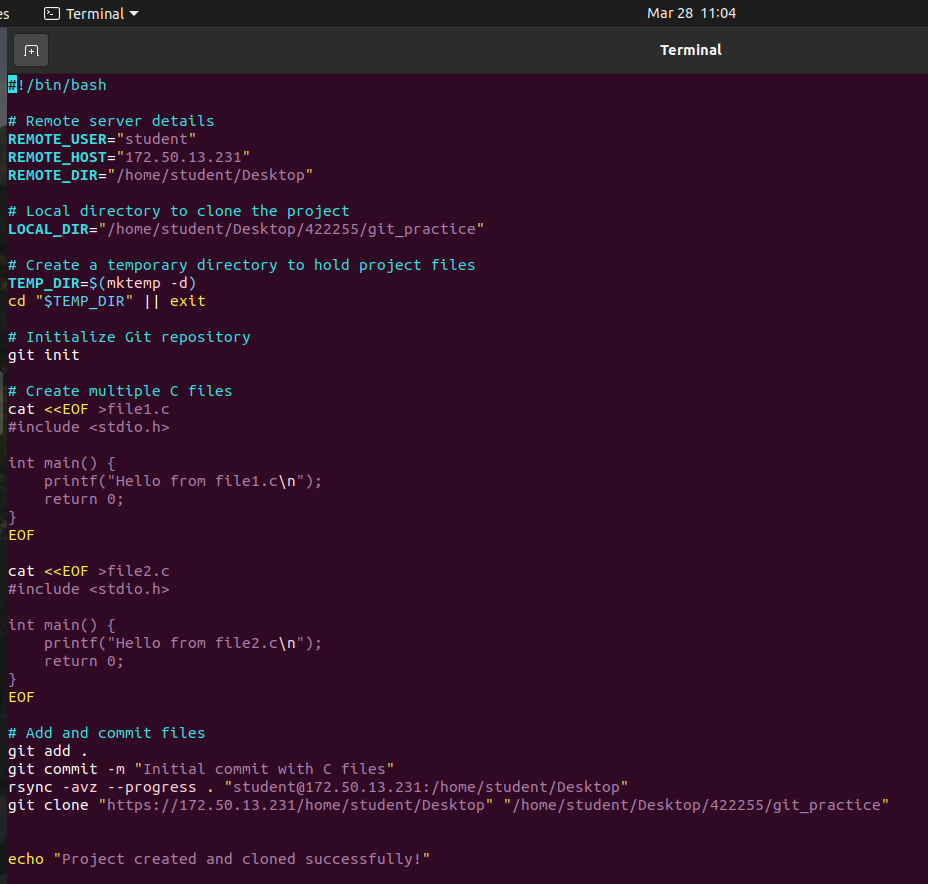 es
Terminal
Mar 28 11:04
Terminal
#!/bin/bash
# Remote server details
REMOTE_USER="student"
REMOTE_HOST="172.50.13.231"
REMOTE_DIR="/home/student/Desktop"
# Local directory to clone the project
LOCAL_DIR="/home/student/Desktop/422255/git_practice"
# Create a temporary directory to hold project files
TEMP_DIR=$(mktemp -d)
cd "$TEMP_DIR" || exit
# Initialize Git repository
git init
# Create multiple C files
cat <<EOF >file1.c
#include <stdio.h>
int main() {
    printf("Hello from file1.c\n");
    return 0;
}
EOF
cat <<EOF >file2.c
#include <stdio.h>
int main() {
    printf("Hello from file2.c\n");
    return 0;
}
EOF
# Add and commit files
git add .
git commit -m "Initial commit with C files"
rsync -avz --progress . "student@172.50.13.231:/home/student/Desktop"
git clone "https://172.50.13.231/home/student/Desktop" "/home/student/Desktop/422255/git_practice"
echo "Project created and cloned successfully!"